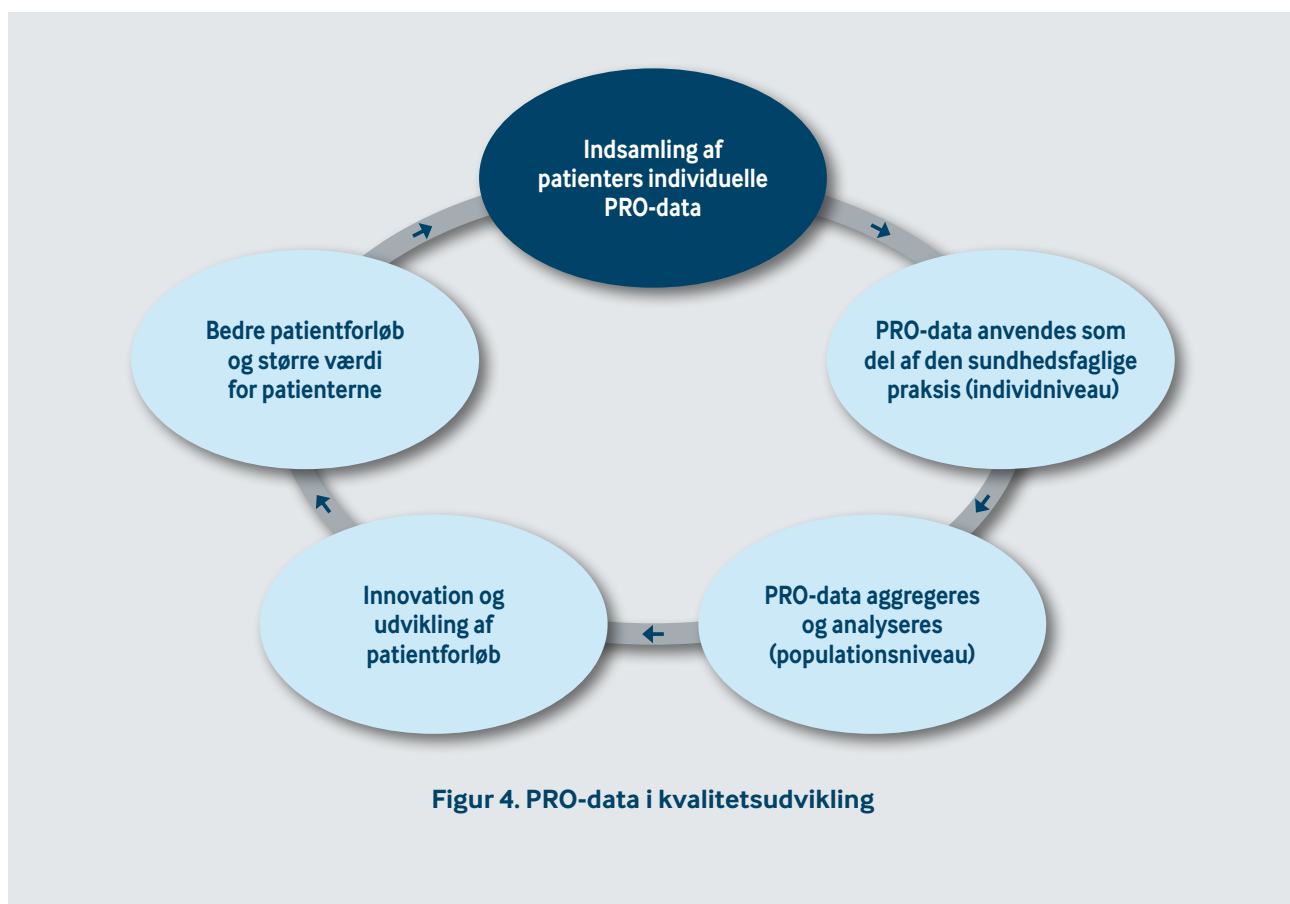 Indsamling af
patienters individuelle
PRO-data
PRO-data anvendes som
del af den sundhedsfaglige
praksis (individniveau)
PRO-data aggregeres
og analyseres
(populationsniveau)
Innovation og
udvikling af
patientforløb
Bedre patientforløb
og større værdi
for patienterne
Figur 4. PRO-data i kvalitetsudvikling